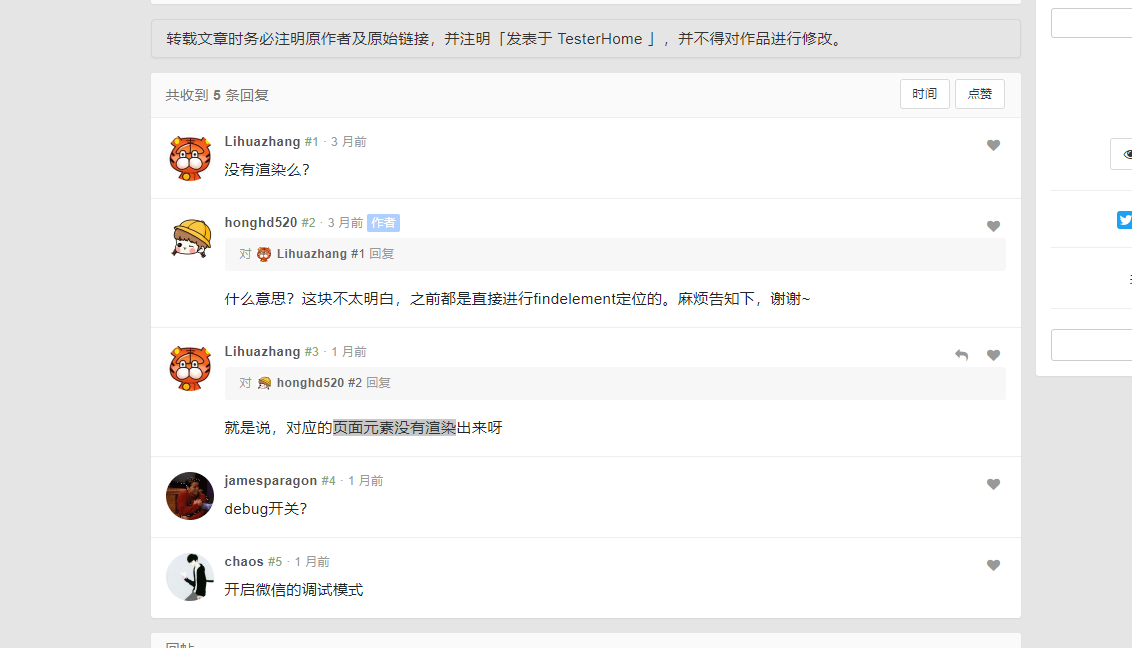 转载文章时务必注明原作者及原始链接，并注明「发表于 TesterHome 」，并不得对作品进行修改。
共收到 5 条回复
时间 点赞
Lihuazhang #1 · 3 月前
没有渲染么？
honghd520 #2 · 3 月前 作者
对 Lihuazhang #1 回复
什么意思？这块不太明白，之前都是直接进行findelement定位的。麻烦告知下，谢谢~
Lihuazhang #3 · 1 月前
对 honghd520 #2 回复
就是说，对应的页面元素没有渲染出来呀
jamesparagon #4 · 1 月前
debug开关？
chaos #5 · 1 月前
开启微信的调试模式